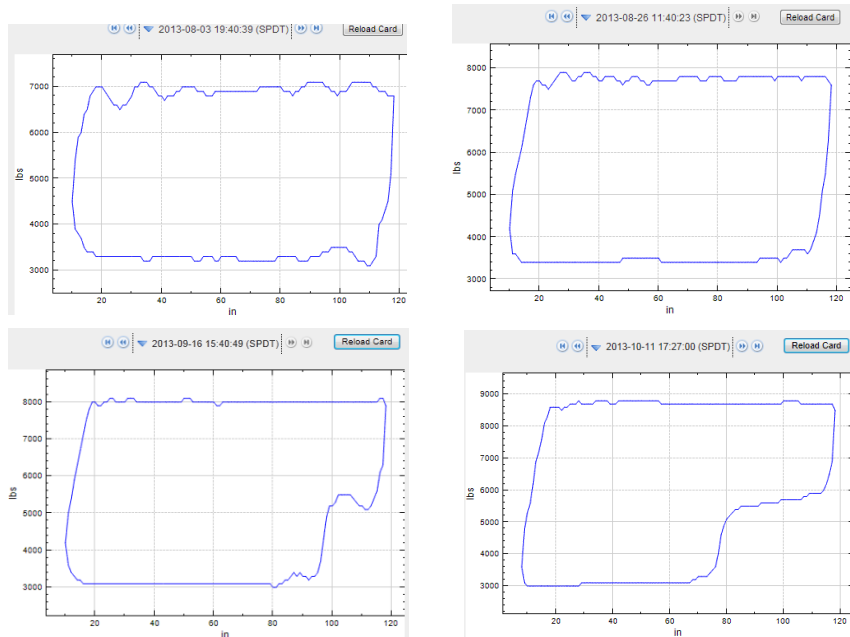 2013-08-03 19:40:39 (SPDT)
Reload Card
7000
6000
5000
4000
3000
lbs
20 40 60 80 100 120
in
2013-08-26 11:40:23 (SPDT)
Reload Card
8000
7000
6000
5000
4000
3000
lbs
20 40 60 80 100 120
in
2013-09-16 15:40:49 (SPDT)
Reload Card
8000
7000
6000
5000
4000
3000
lbs
20 40 60 80 100 120
in
2013-10-11 17:27:00 (SPDT)
Reload Card
9000
8000
7000
6000
5000
4000
3000
lbs
20 40 60 80 100 120
in